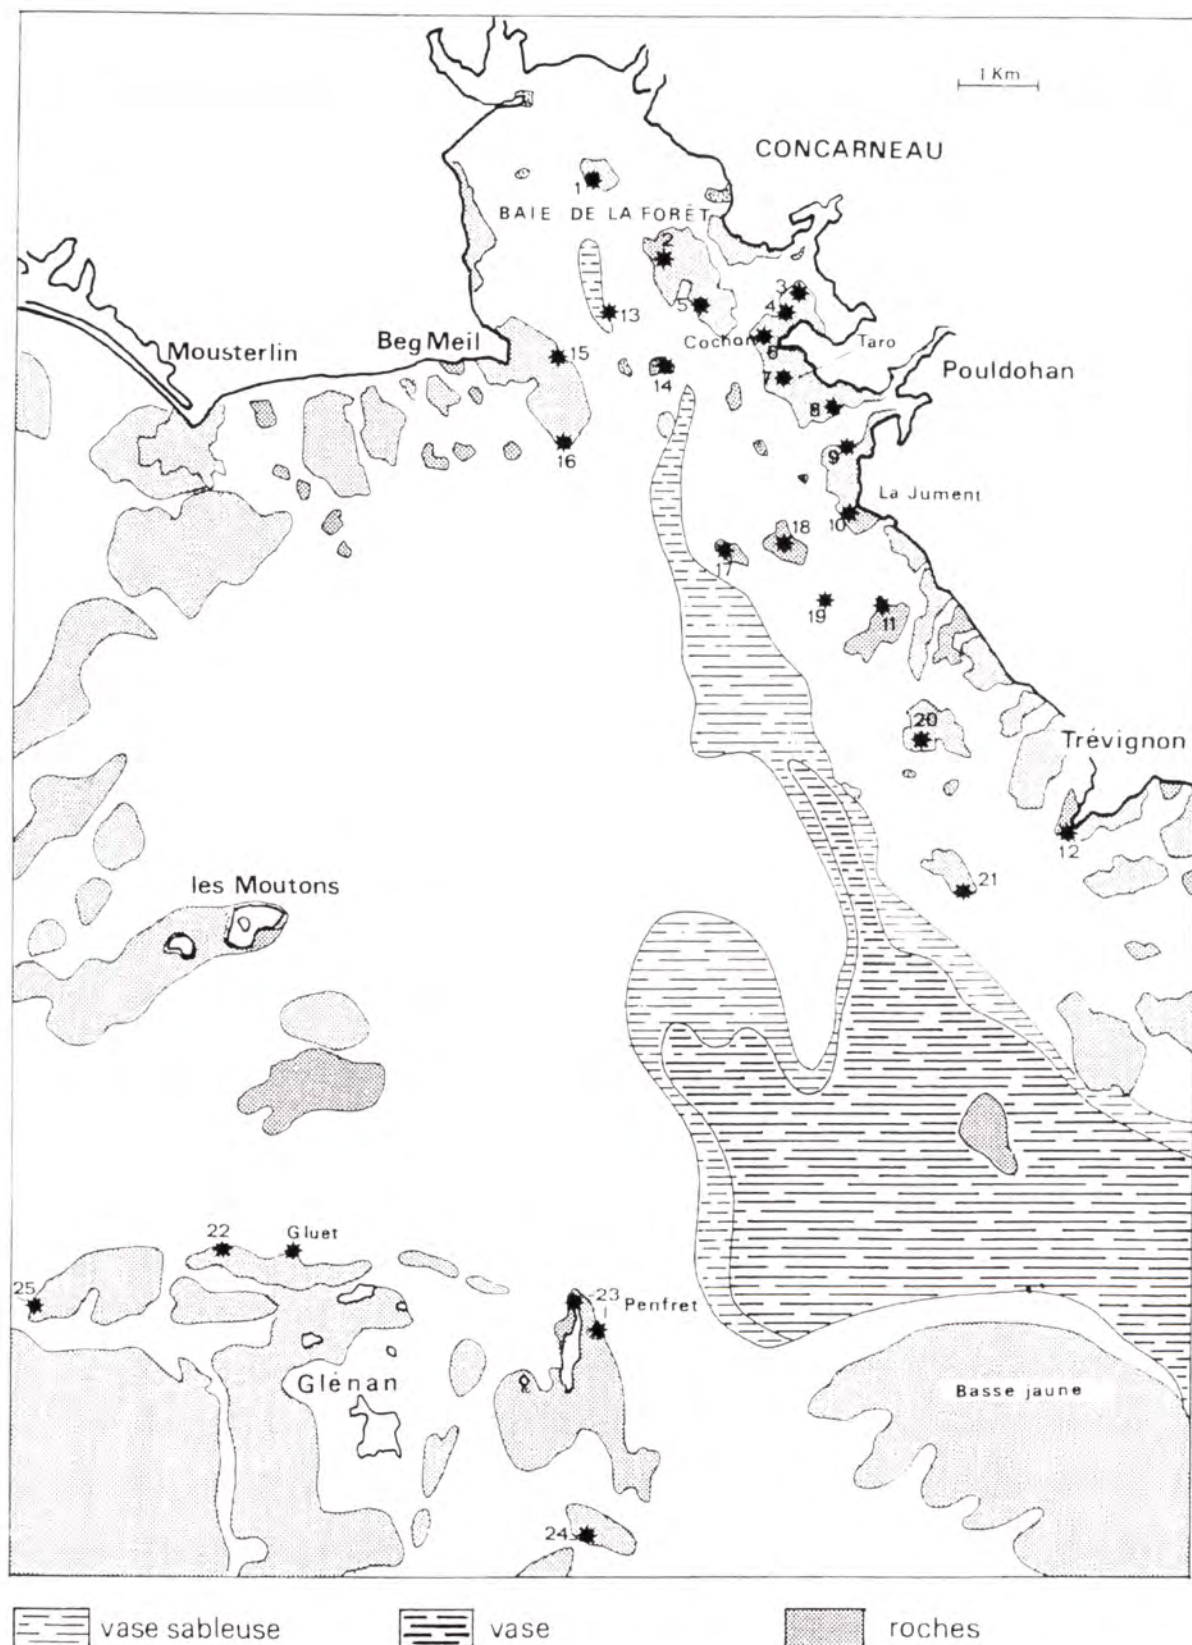 1 Km
CONCARNEAU
1
BAIE DE LA FORÊT
2
3
4
5
13
Cochon
6
Taro
Mousterlin
Beg Meil
15
14
7
Pouldohan
8
16
9
La Jument
10
18
17
19
11
20
Trévignon
12
21
les Moutons
22
Gluet
25
23
Penfret
Glénan
Basse jaune
24
vase sableuse
vase
roches